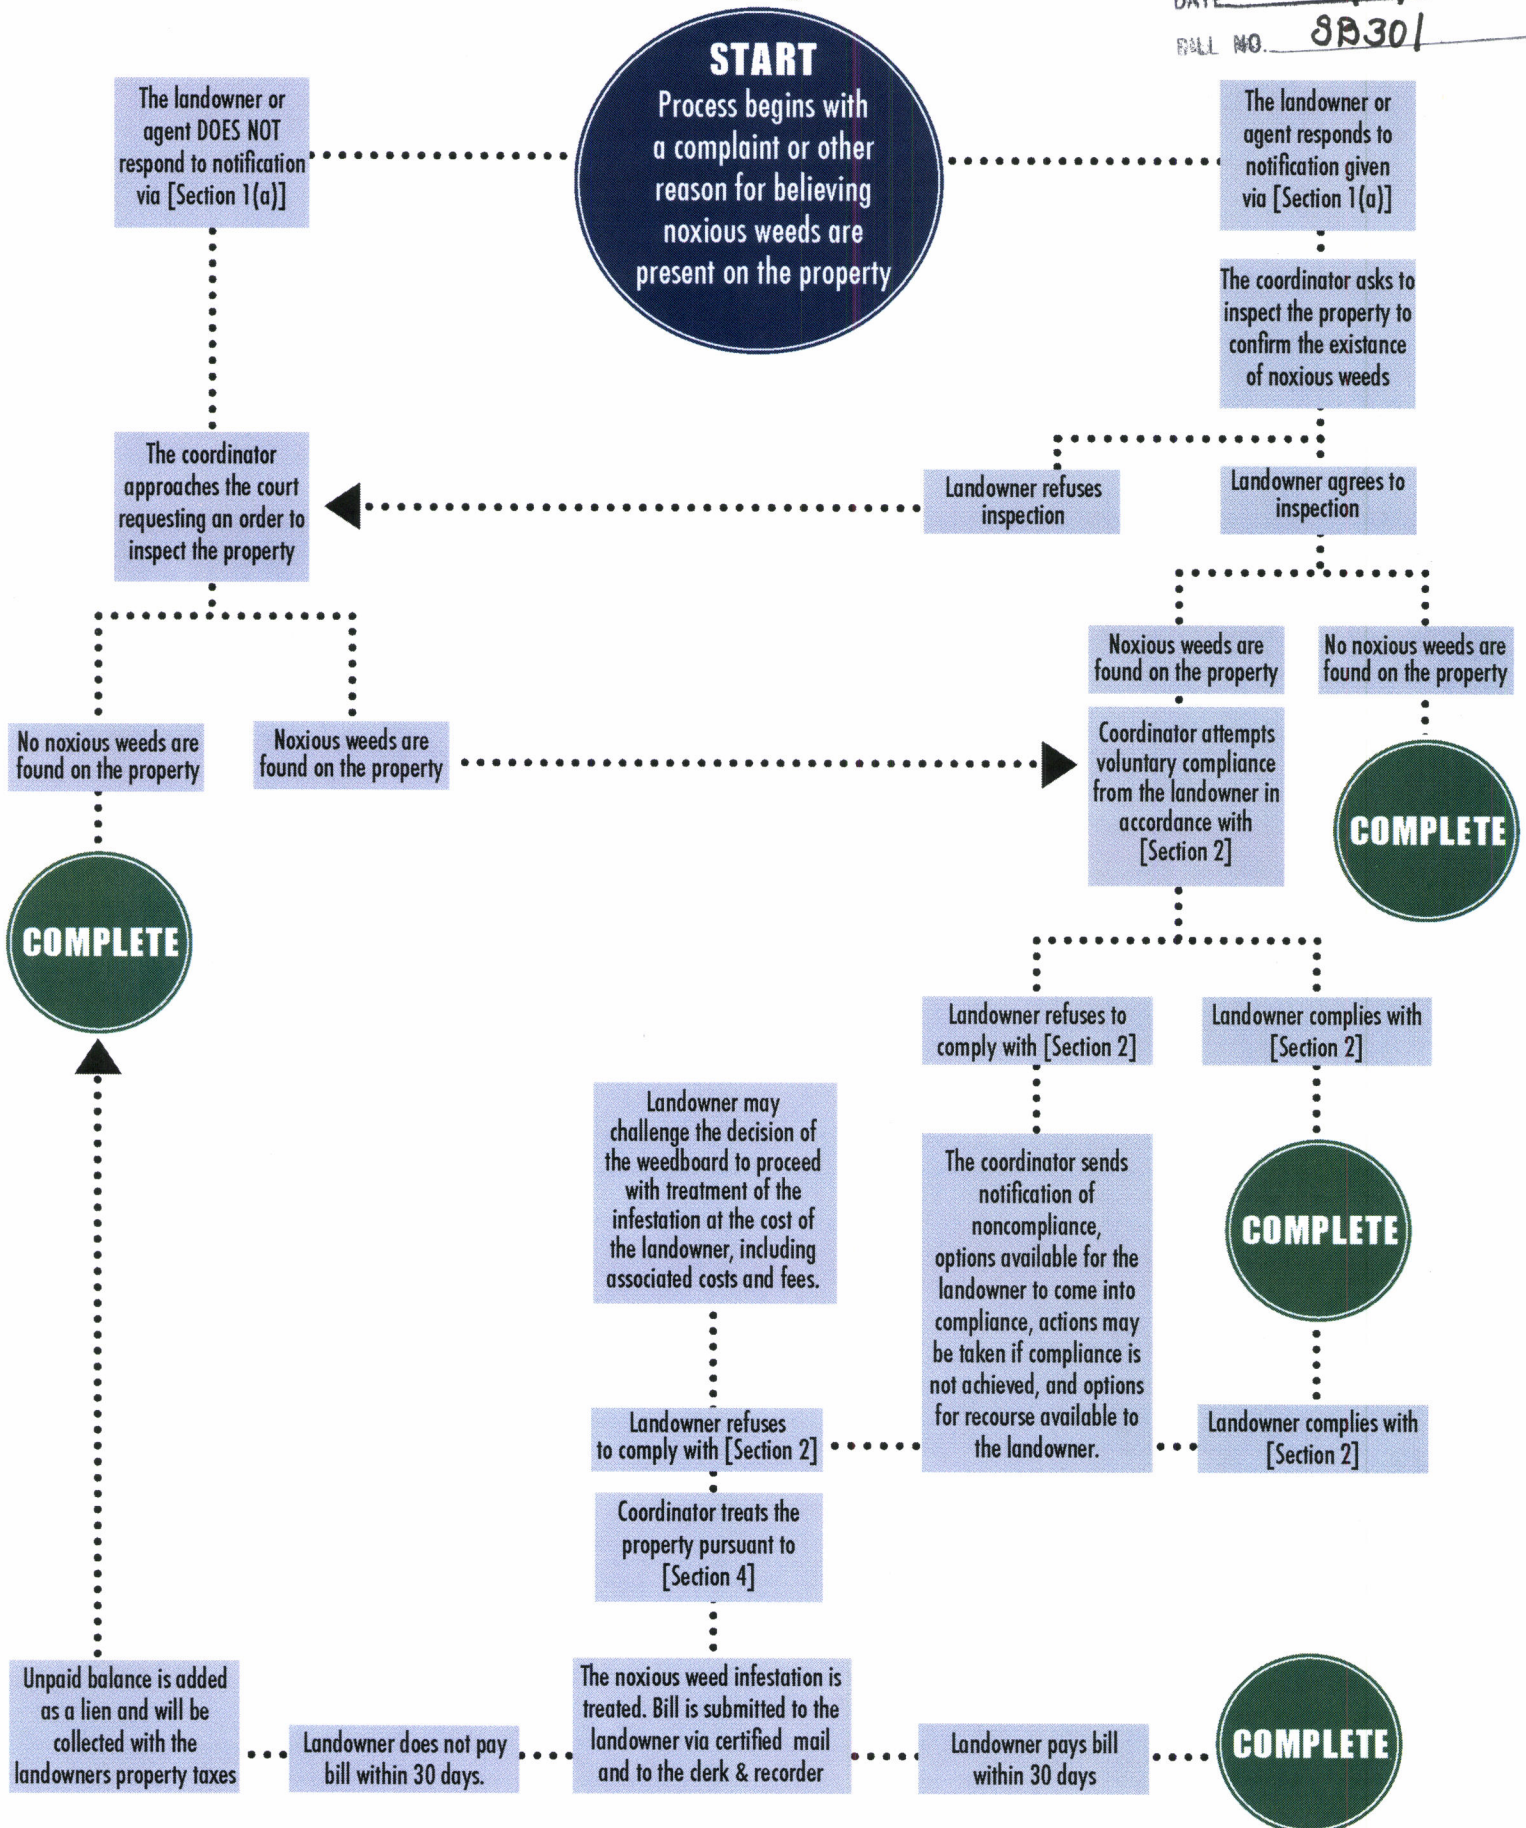 DATE
BILL NO. SB301
START
Process begins with
a complaint or other
reason for believing
noxious weeds are
present on the property
The landowner or
agent DOES NOT
respond to notification
via [Section 1(a)]
The landowner or
agent responds to
notification given
via [Section 1(a)]
The coordinator asks to
inspect the property to
confirm the existance
of noxious weeds
The coordinator
approaches the court
requesting an order to
inspect the property
Landowner refuses
inspection
Landowner agrees to
inspection
Noxious weeds are
found on the property
No noxious weeds are
found on the property
No noxious weeds are
found on the property
Noxious weeds are
found on the property
Coordinator attempts
voluntary compliance
from the landowner in
accordance with
[Section 2]
COMPLETE
COMPLETE
Landowner refuses to
comply with [Section 2]
Landowner complies with
[Section 2]
Landowner may
challenge the decision of
the weedboard to proceed
with treatment of the
infestation at the cost of
the landowner, including
associated costs and fees.
The coordinator sends
notification of
noncompliance,
options available for the
landowner to come into
compliance, actions may
be taken if compliance is
not achieved, and options
for recourse available to
the landowner.
COMPLETE
Landowner refuses
to comply with [Section 2]
Landowner complies with
[Section 2]
Coordinator treats the
property pursuant to
[Section 4]
Unpaid balance is added
as a lien and will be
collected with the
landowners property taxes
Landowner does not pay
bill within 30 days.
The noxious weed infestation is
treated. Bill is submitted to the
landowner via certified mail
and to the clerk & recorder
Landowner pays bill
within 30 days
COMPLETE